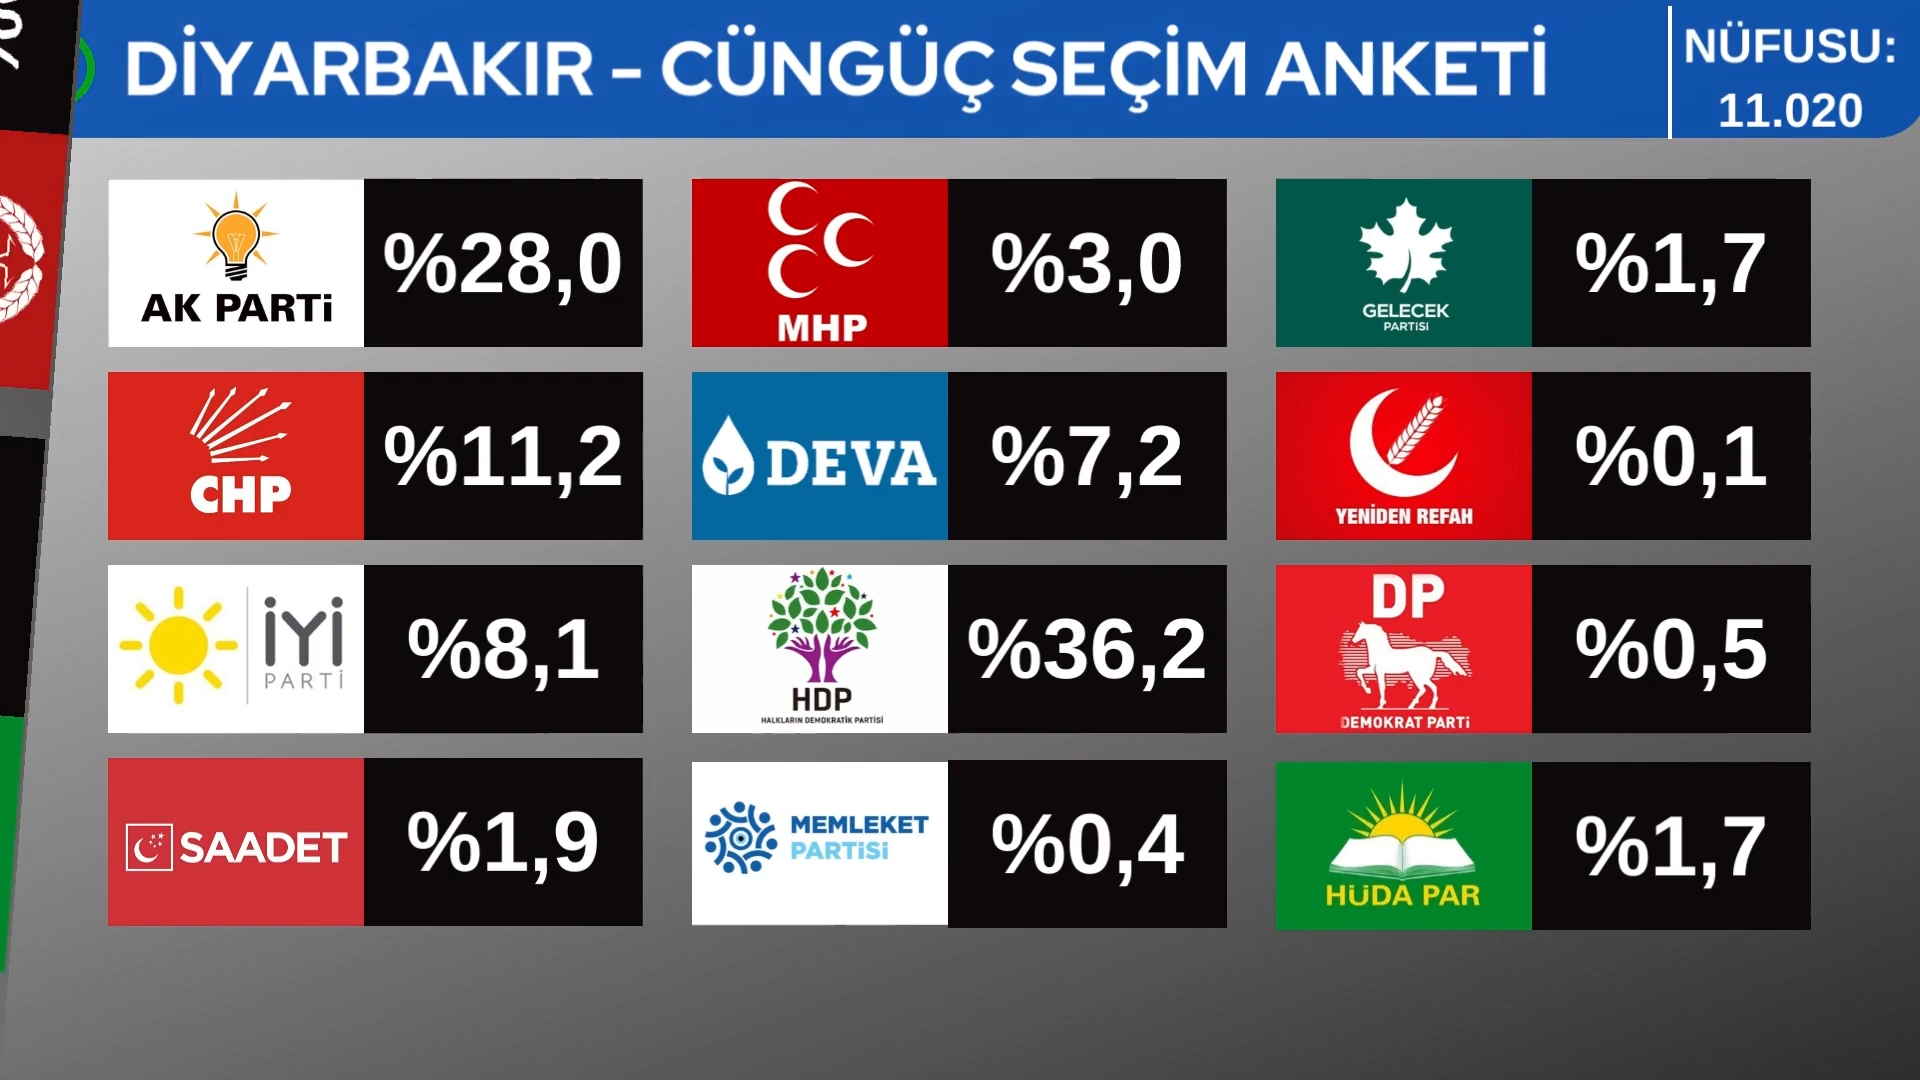 DİYARBAKIR - CÜNGÜÇ SEÇİM ANKETİ
NÜFUSU:
11.020
AK PARTİ
%28,0
MHP
%3,0
GELECEK
PARTİSİ
%1,7
CHP
%11,2
DEVA
%7,2
YENİDEN REFAH
%0,1
İYİ
PARTİ
%8,1
HDP
HALKLARIN DEMOKRATİK PARTİSİ
%36,2
DP
DEMOKRAT PARTİ
%0,5
SAADET
%1,9
MEMLEKET
PARTİSİ
%0,4
HÜDA PAR
%1,7